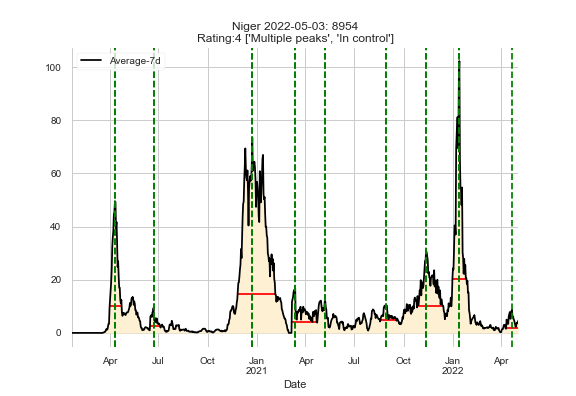 Niger 2022-05-03: 8954
Rating:4 ['Multiple peaks', 'In control']
Average-7d
100
80
60
40
20
0
Apr Jul Oct Jan Apr Jul Oct Jan Apr
2021 2022
Date